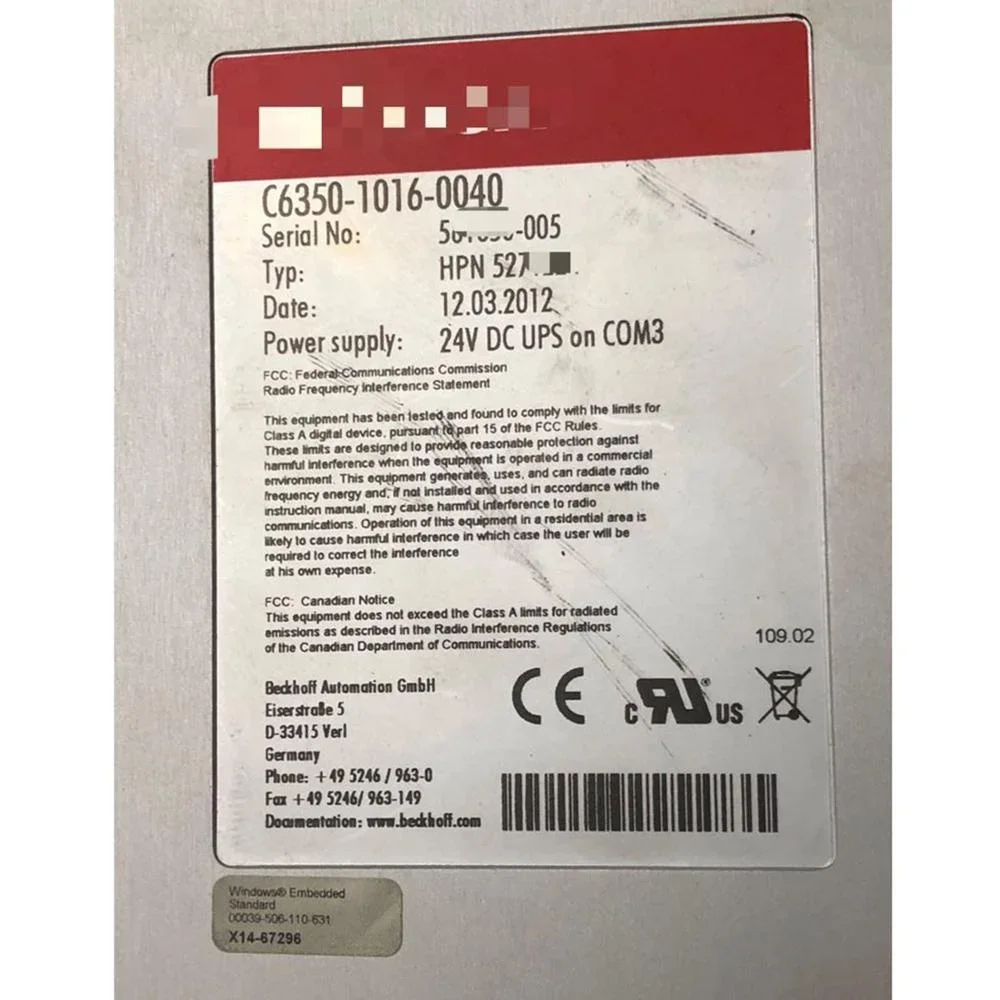 C6350-1016-0040
Serial No: -005
Typ: HPN
Date: 12.03.2012
Power supply: 24V DC UPS on COM3
FCC: Federal Communications Commission
Radio Frequency Interference Statement
This equipment has been tested and found to comply with the limits for
Class A digital device, pursuant to part 15 of the FCC Rules.
These limits are designed to provide reasonable protection against
harmful interference when the equipment is operated in a commercial
environment. This equipment generates, uses, and can radiate radio
frequency energy and, if not installed and used in accordance with the
instruction manual, may cause harmful interference to radio
communications. Operation of this equipment in a residential area is
likely to cause harmful interference in which case the user will be
required to correct the interference
at his own expense.
FCC: Canadian Notice
This equipment does not exceed the Class A limits for radiated
emissions as described in the Radio Interference Regulations
of the Canadian Department of Communications.
109.02
Beckhoff Automation GmbH
Eiserstraße 5
D-33415 Verl
Germany
Phone: +49 5246 / 963-0
Fax +49 5246/ 963-149
Documentation: www.beckhoff.com
CE
c RU ® US
Windows® Embedded
Standard
00039-506-110-631
X14-67296